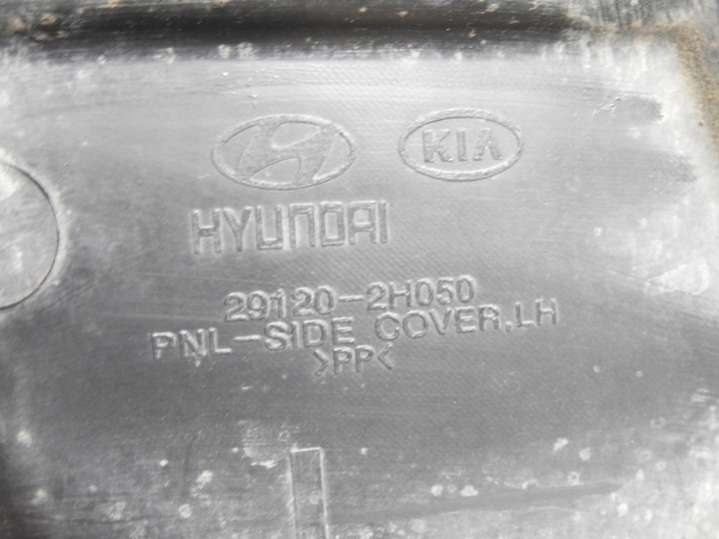 KIA
HYUNDAI
29120-2H050
PNL-SIDE COVER,LH
>PP<